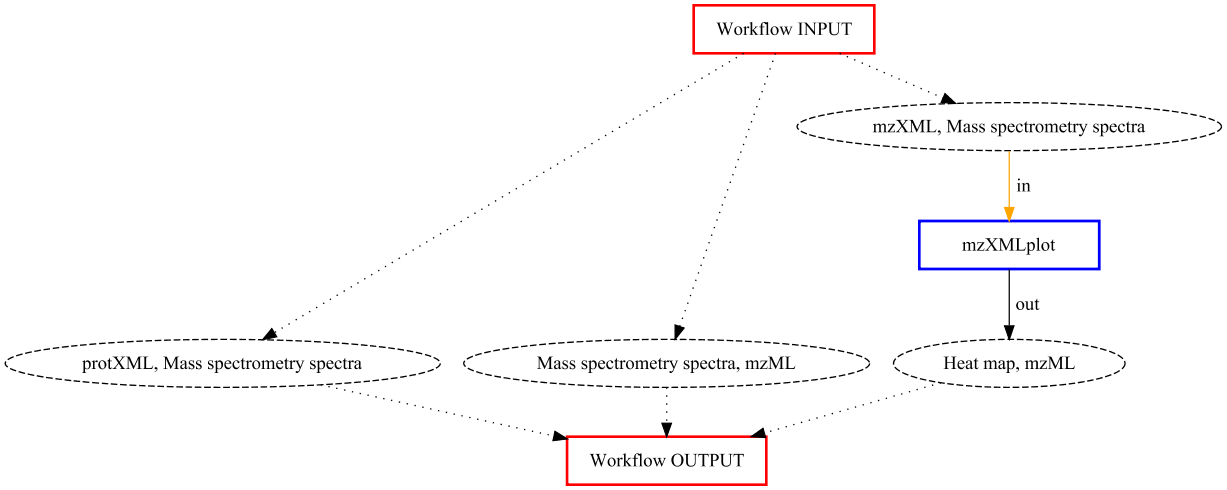 Workflow INPUT
mzXML, Mass spectrometry spectra
in
mzXMLplot
out
protXML, Mass spectrometry spectra
Mass spectrometry spectra, mzML
Heat map, mzML
Workflow OUTPUT